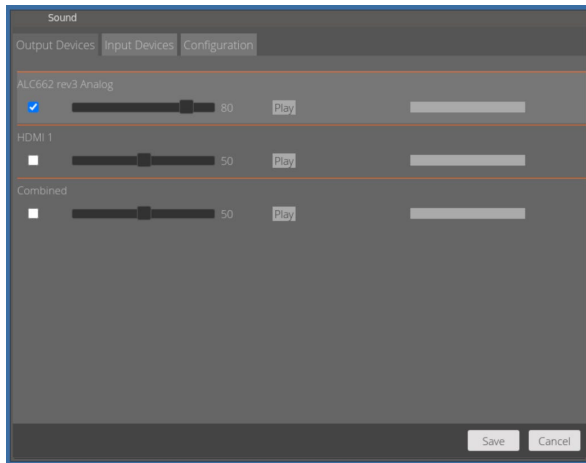 Sound
Output Devices Input Devices Configuration
ALC662 rev3 Analog
80 Play
HDMI 1
50 Play
Combined
50 Play
Save Cancel